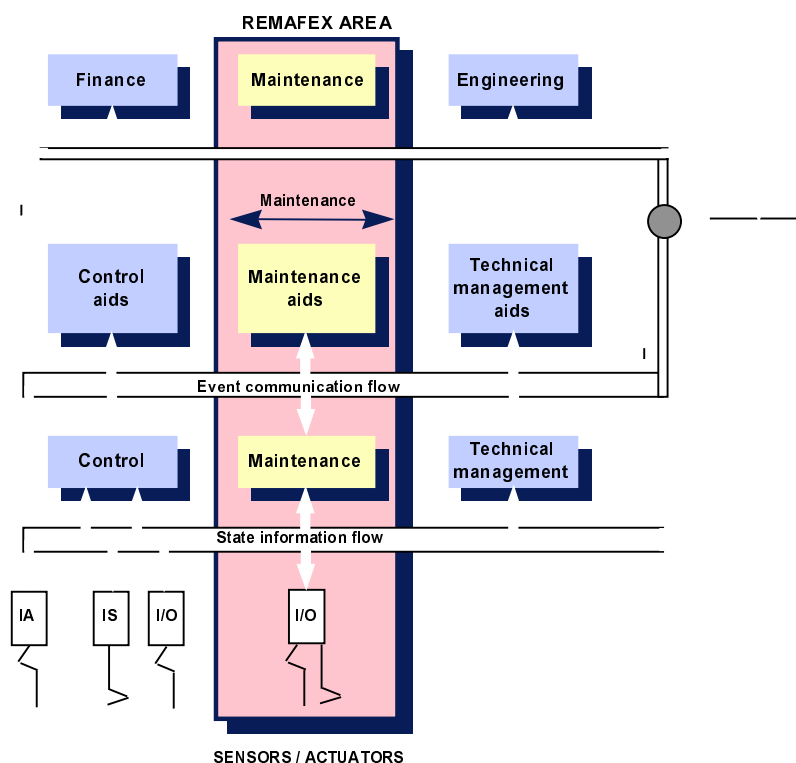 REMAFEX AREA
Finance
Maintenance
Engineering
Maintenance
Control
aids
Maintenance
aids
Technical
management
aids
Event communication flow
Control
Maintenance
Technical
management
State information flow
IA
IS
I/O
I/O
SENSORS / ACTUATORS